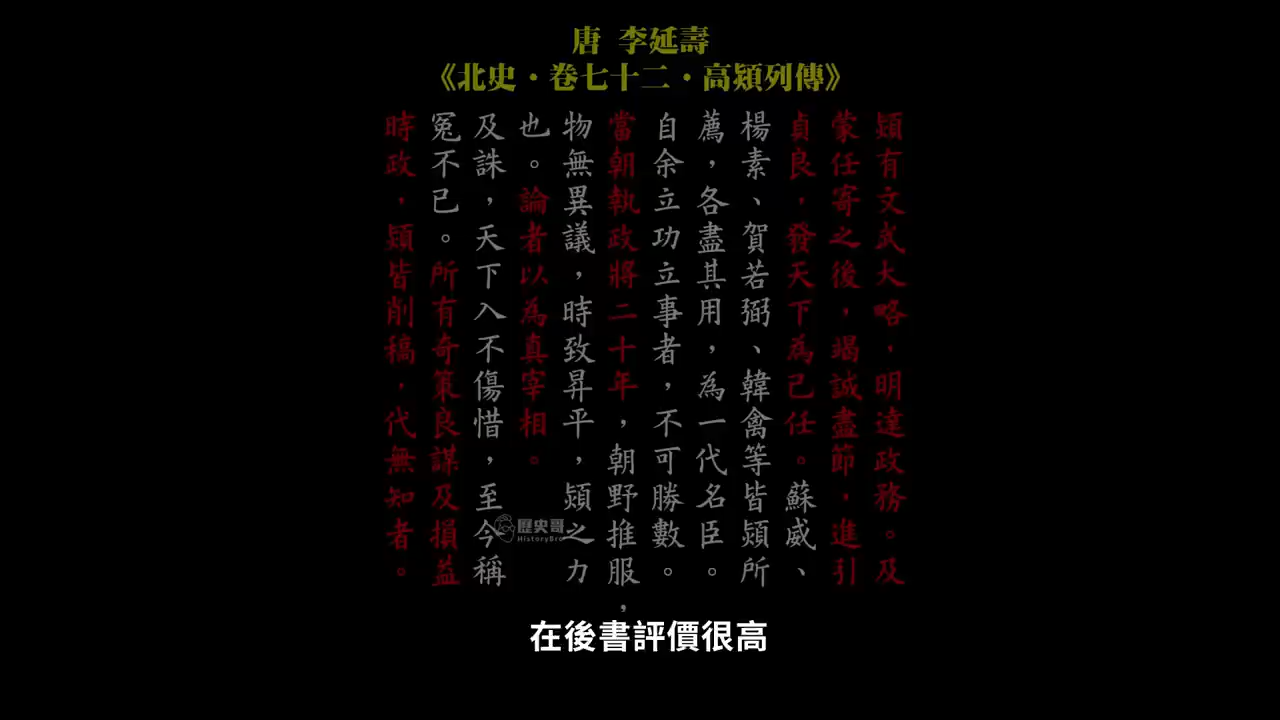 唐 李延壽
《北史·卷七十二·高熲列傳》
熲有文武大略，明達政務。及
蒙任寄之後，竭誠盡節，進引
貞良，發天下為己任。蘇威、
楊素、賀若弼、韓禽等皆熲所
薦，各盡其用，為一代名臣。
自余立功立事者，不可勝數。
當朝執政將二十年，朝野推服，
物無異議，時致昇平，熲之力
也。論者以為真宰相。
及誅，天下入不傷惜，至今稱
冤不已。所有奇策良謀及損益
時政，熲皆削稿，代無知者。
歷史哥
HistoryBro
在後書評價很高